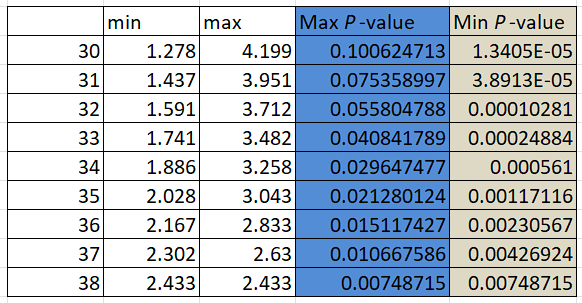 min max Max P-value Min P-value
30 1.278 4.199 0.100624713 1.3405E-05
31 1.437 3.951 0.075358997 3.8913E-05
32 1.591 3.712 0.055804788 0.00010281
33 1.741 3.482 0.040841789 0.00024884
34 1.886 3.258 0.029647477 0.000561
35 2.028 3.043 0.021280124 0.00117116
36 2.167 2.833 0.015117427 0.00230567
37 2.302 2.63 0.010667586 0.00426924
38 2.433 2.433 0.00748715 0.00748715